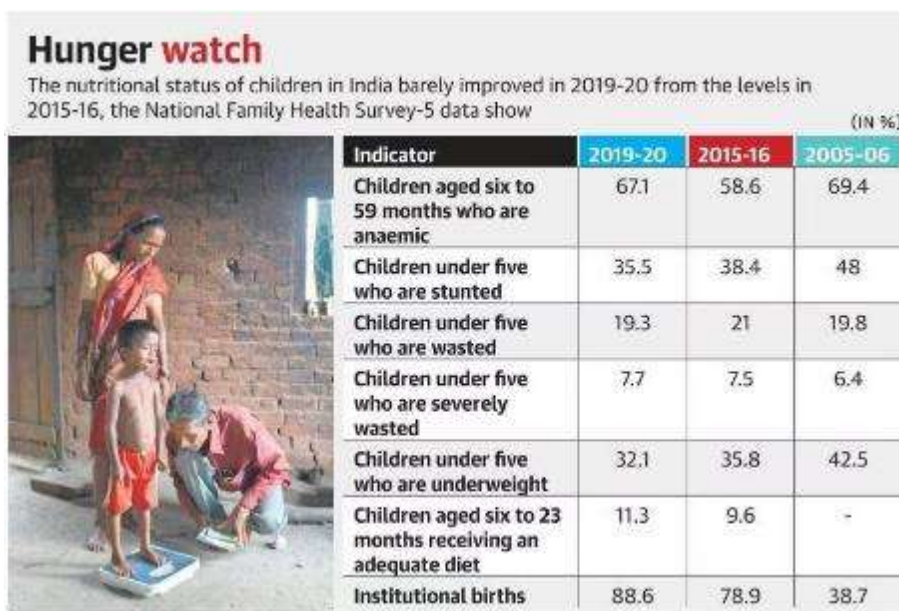 Hunger watch
The nutritional status of children in India barely improved in 2019-20 from the levels in
2015-16, the National Family Health Survey-5 data show
(IN %)
Indicator 2019-20 2015-16 2005-06
Children aged six to 67.1 58.6 69.4
59 months who are
anaemic
Children under five 35.5 38.4 48
who are stunted
Children under five 19.3 21 19.8
who are wasted
Children under five 7.7 7.5 6.4
who are severely
wasted
Children under five 32.1 35.8 42.5
who are underweight
Children aged six to 23 11.3 9.6 -
months receiving an
adequate diet
Institutional births 88.6 78.9 38.7